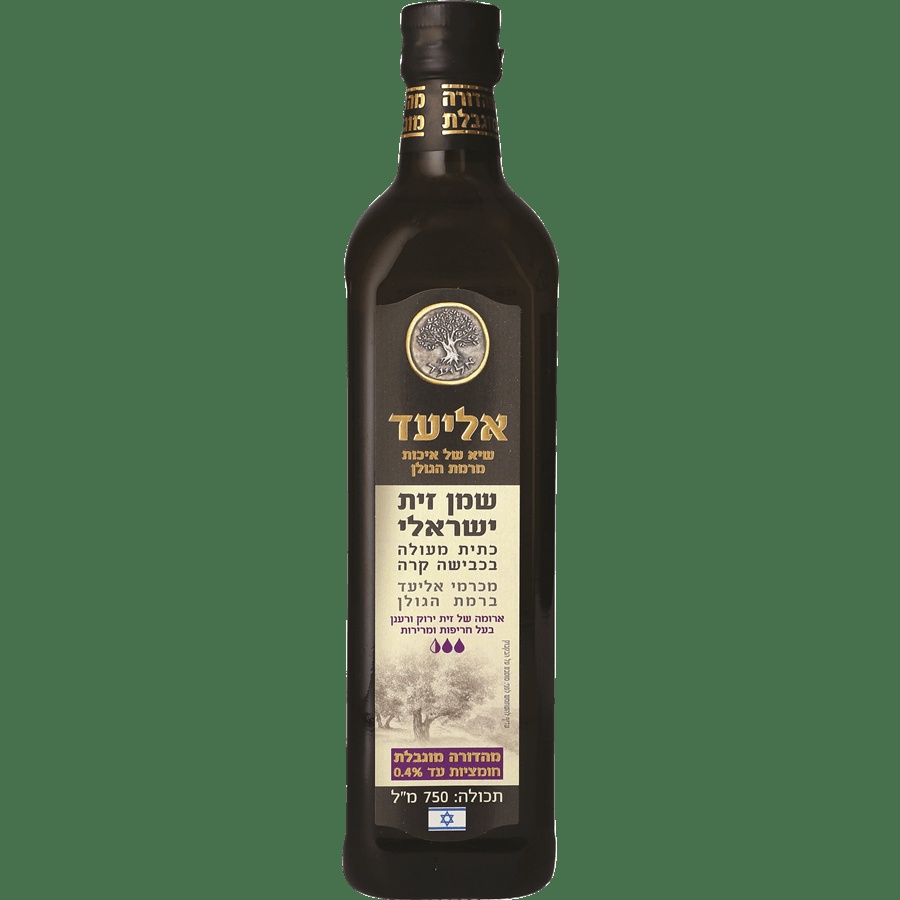 מהדורה
מוגבלת
אליעד
אליעד
שיא של איכות
מרמת הגולן
שמן זית
ישראלי
כתית מעולה
בכבישה קרה
מכרמי אליעד
ברמת הגולן
ארומה של זית ירוק ורענן
בעל חריפות ומרירות
מהדורה מוגבלת
חומציות עד 0.4%
תכולה: 750 מ"ל